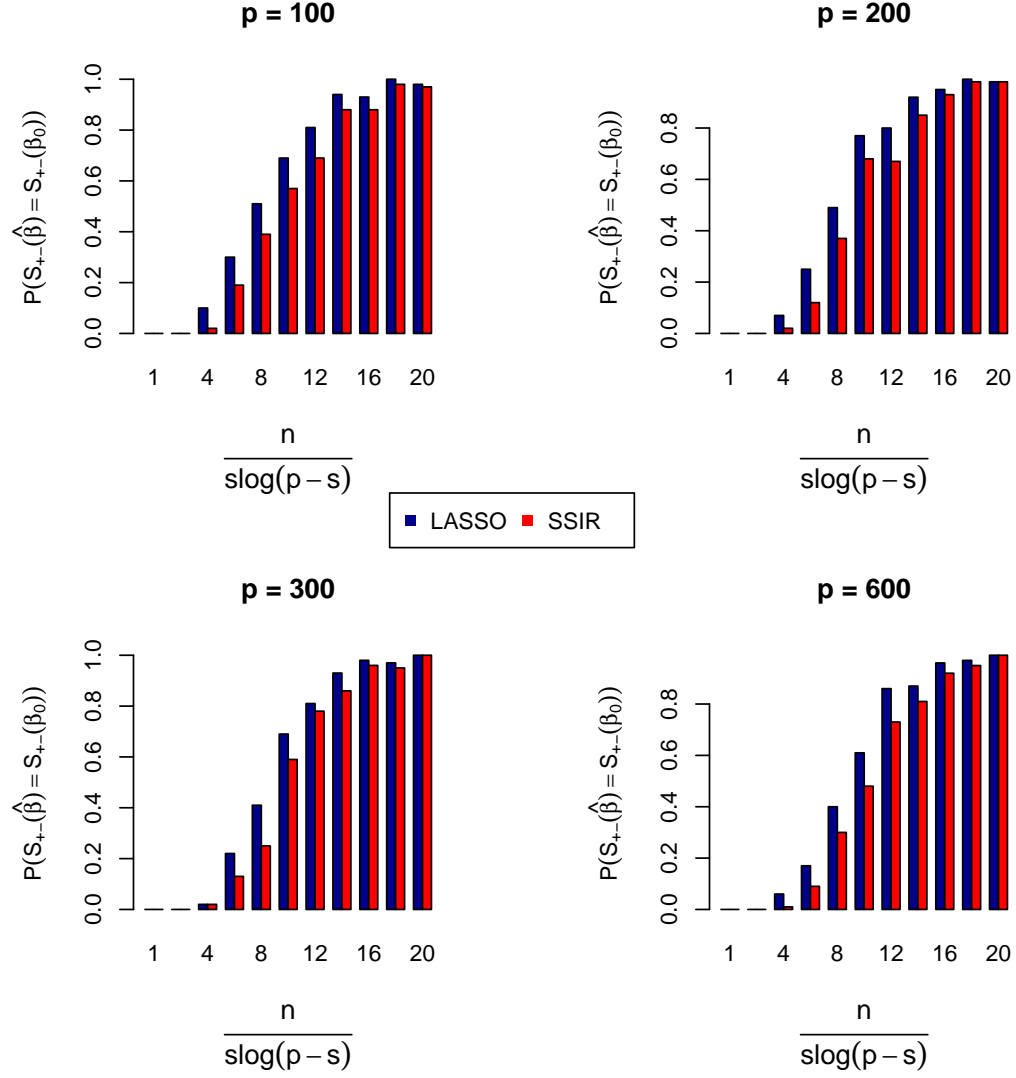 p = 100
P(S₊₋(β̂) = S₊₋(β₀))
0.0 0.2 0.4 0.6 0.8 1.0
1 4 8 12 16 20
n
slog(p − s)
p = 200
P(S₊₋(β̂) = S₊₋(β₀))
0.0 0.2 0.4 0.6 0.8
1 4 8 12 16 20
n
slog(p − s)
LASSO SSIR
p = 300
P(S₊₋(β̂) = S₊₋(β₀))
0.0 0.2 0.4 0.6 0.8 1.0
1 4 8 12 16 20
n
slog(p − s)
p = 600
P(S₊₋(β̂) = S₊₋(β₀))
0.0 0.2 0.4 0.6 0.8
1 4 8 12 16 20
n
slog(p − s)